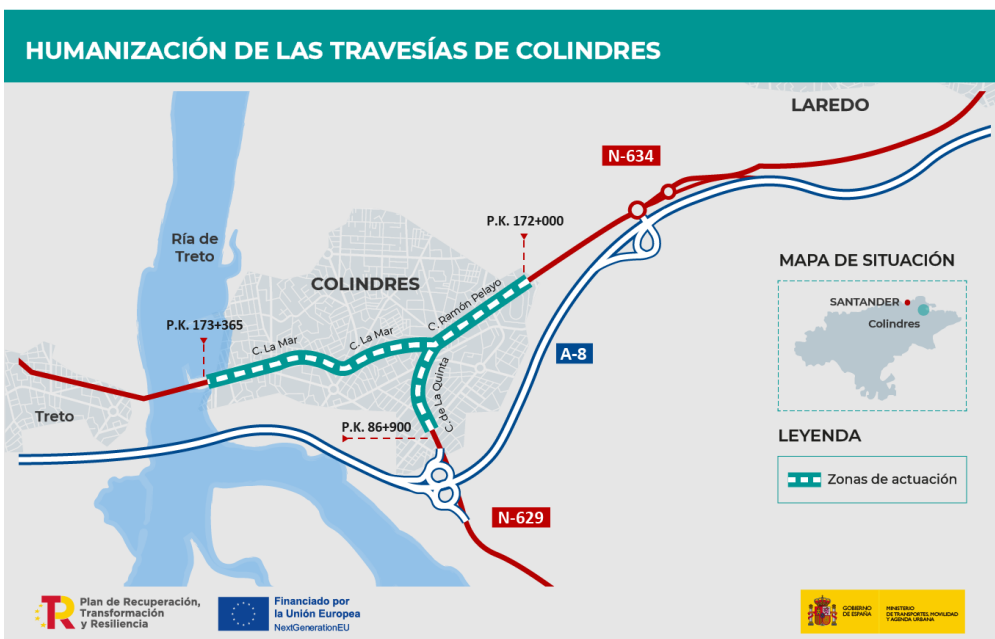 HUMANIZACIÓN DE LAS TRAVESÍAS DE COLINDRES
LAREDO
N-634
P.K. 172+000
Ría de
Treto
COLINDRES
MAPA DE SITUACIÓN
SANTANDER
Colindres
P.K. 173+365
C. La Mar
C. La Mar
C. Ramón Pelayo
A-8
C. de La Quinta
Treto
P.K. 86+900
LEYENDA
Zonas de actuación
N-629
Plan de Recuperación,
Transformación
y Resiliencia
Financiado por
la Unión Europea
NextGenerationEU
GOBIERNO
DE ESPAÑA
MINISTERIO
DE TRANSPORTES, MOVILIDAD
Y AGENDA URBANA